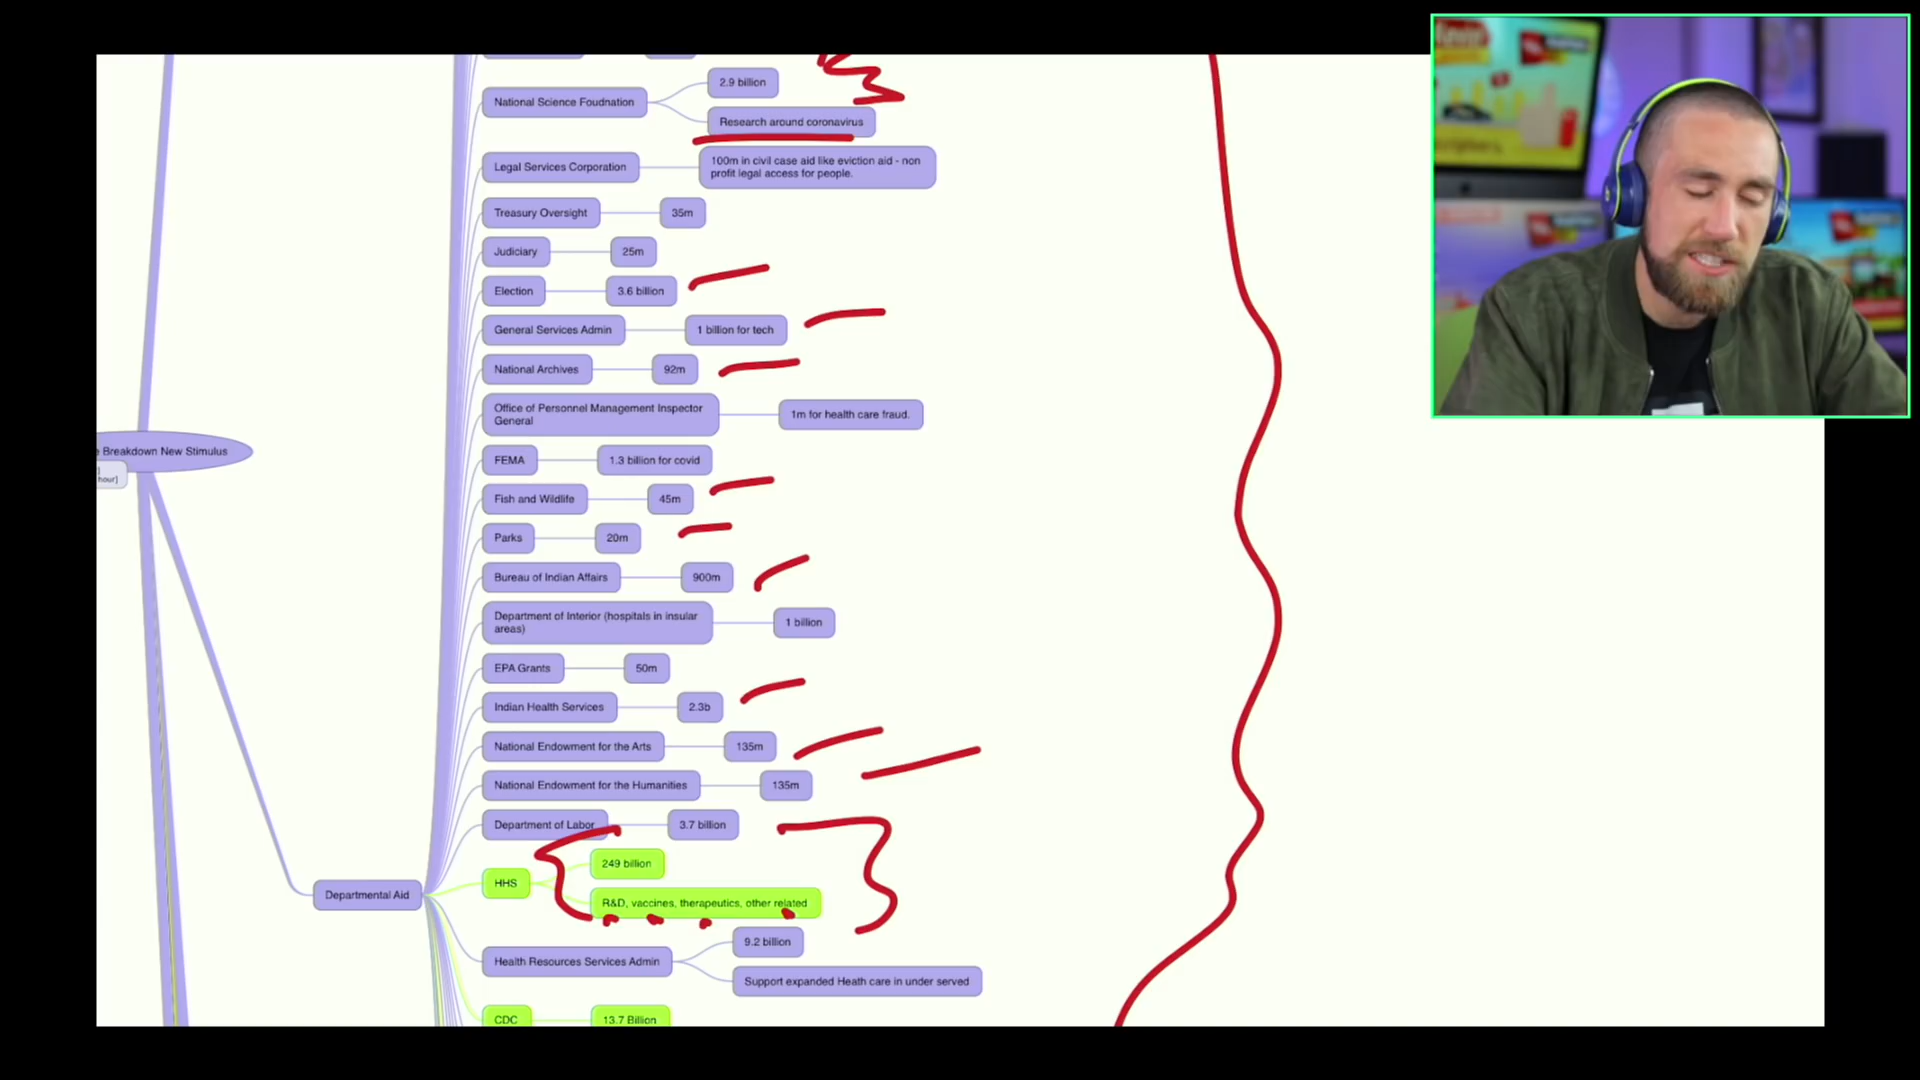 2.9 billion
National Science Foudnation
Research around coronavirus
Legal Services Corporation
100m in civil case aid like eviction aid - non
profit legal access for people.
Treasury Oversight
35m
Judiciary
25m
Election
3.6 billion
General Services Admin
1 billion for tech
National Archives
92m
Office of Personnel Management Inspector
General
1m for health care fraud.
Breakdown New Stimulus
hour]
FEMA
1.3 billion for covid
Fish and Wildlife
45m
Parks
20m
Bureau of Indian Affairs
900m
Department of Interior (hospitals in insular
areas)
1 billion
EPA Grants
50m
Indian Health Services
2.3b
National Endowment for the Arts
135m
National Endowment for the Humanities
135m
Department of Labor
3.7 billion
Departmental Aid
HHS
249 billion
R&D, vaccines, therapeutics, other related
Health Resources Services Admin
9.2 billion
Support expanded Heath care in under served
CDC
13.7 Billion